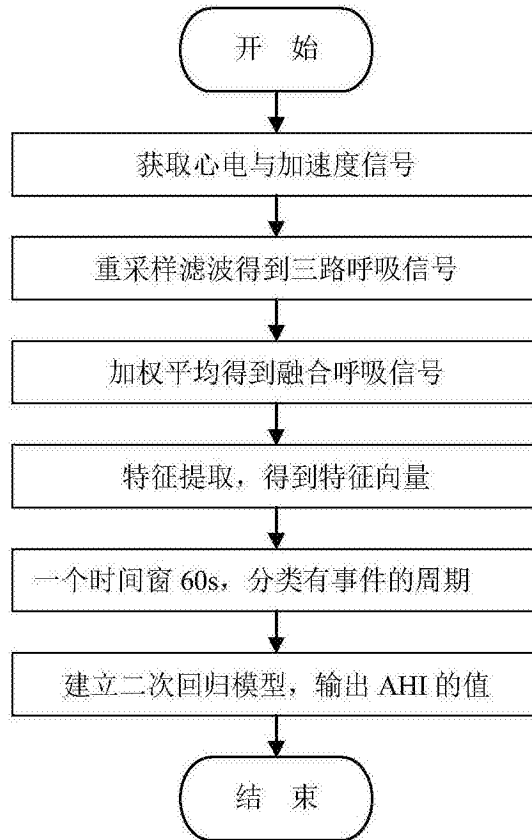 开 始
获取心电与加速度信号
重采样滤波得到三路呼吸信号
加权平均得到融合呼吸信号
特征提取，得到特征向量
一个时间窗 60s，分类有事件的周期
建立二次回归模型，输出 AHI 的值
结 束